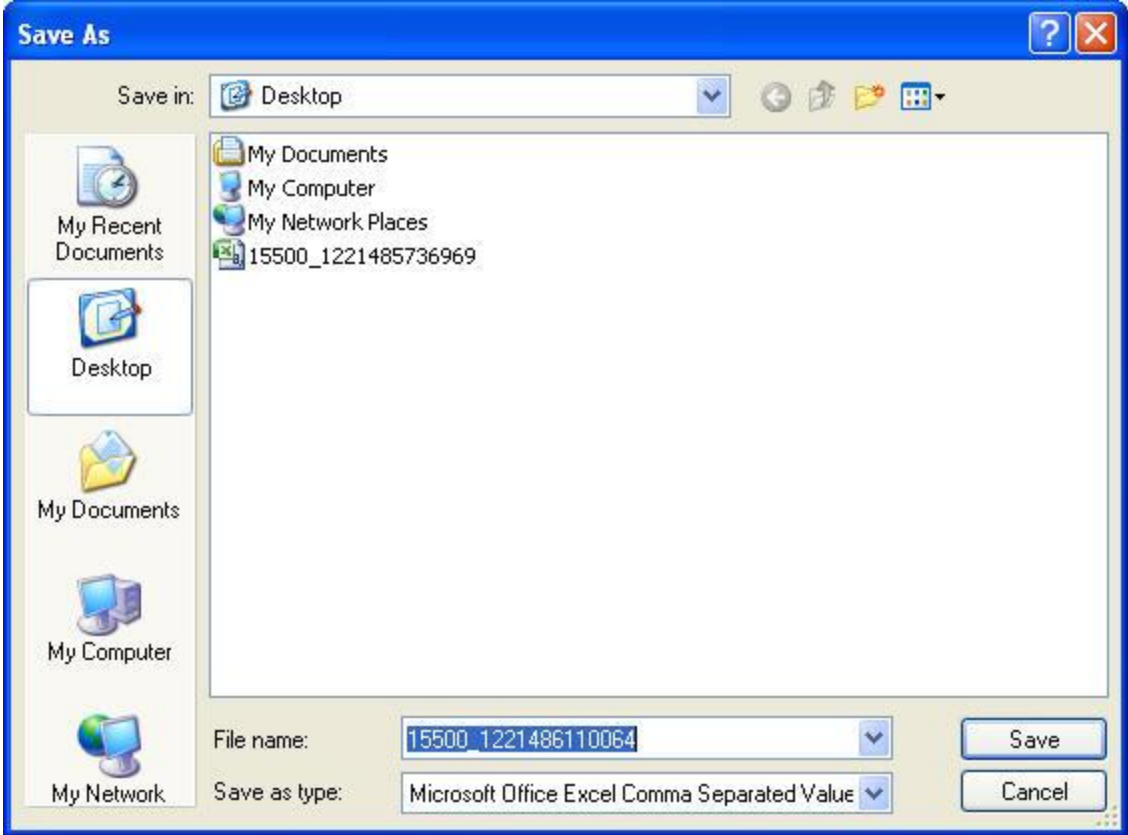 Save As
Save in:
Desktop
My Documents
My Computer
My Network Places
15500_1221485736969
My Recent
Documents
Desktop
My Documents
My Computer
My Network
File name:
15500_1221486110064
Save
Save as type:
Microsoft Office Excel Comma Separated Value
Cancel